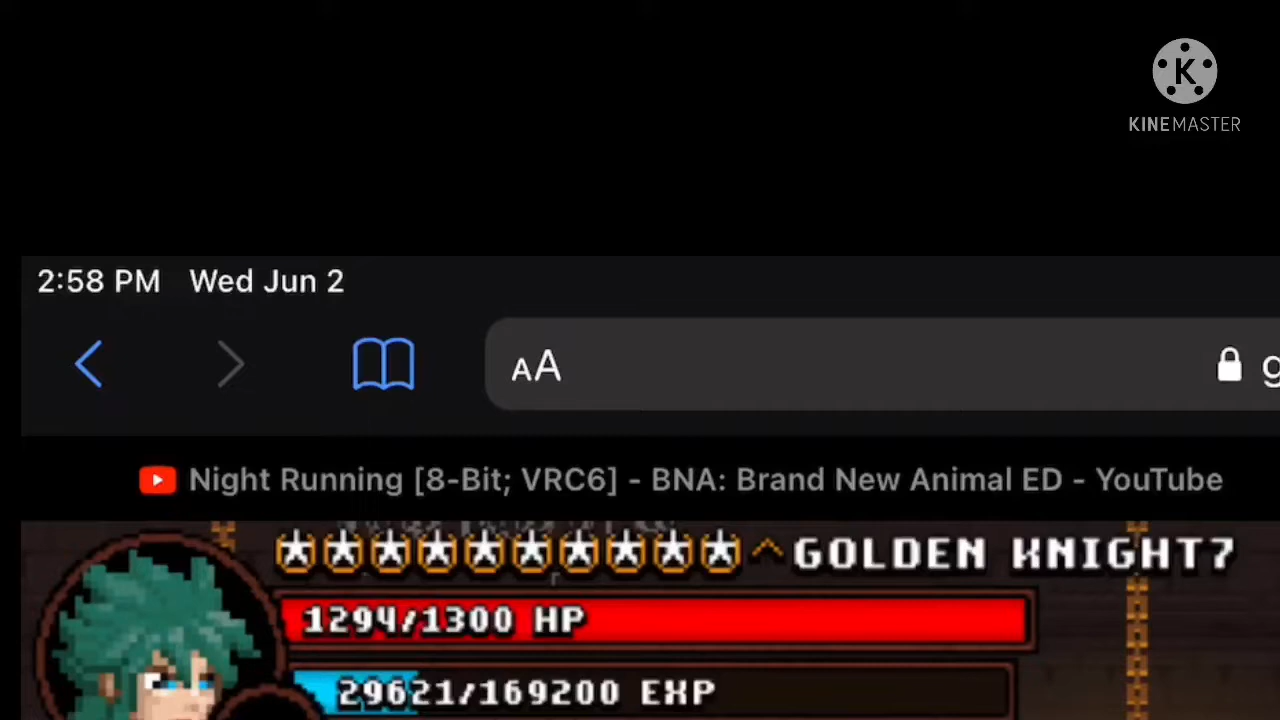 K
KINEMASTER
2:58 PM Wed Jun 2
AA
g
Night Running [8-Bit; VRC6] - BNA: Brand New Animal ED - YouTube
GOLDEN KNIGHT7
1294/1300 HP
29621/169200 EXP